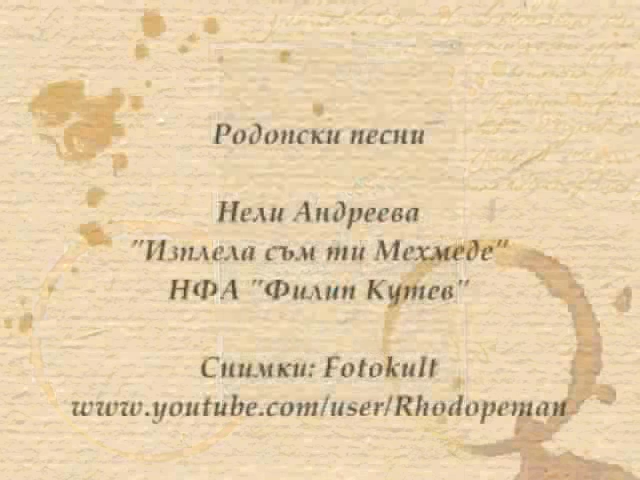 Родопски песни
Нели Андреева
"Изплела съм ти Мехмеде"
НФА "Филип Кутев"
Снимки: Fotokult
www.youtube.com/user/Rhodopeman